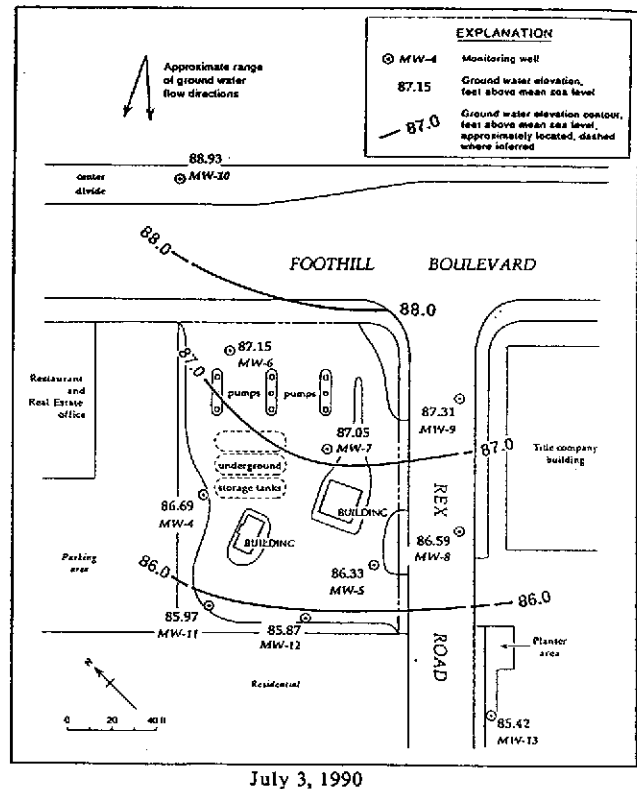 EXPLANATION
MW-4 Monitoring well
87.15 Ground water elevation,
feet above mean sea level
87.0 Ground water elevation contour,
feet above mean sea level,
approximately located, dashed
where inferred
Approximate range
of ground water
flow directions
88.93
MW-10
center
divide
88.0
FOOTHILL BOULEVARD
88.0
87.0
87.15
MW-6
pumps
pumps
Restaurant
and
Real Estate
office
87.31
MW-9
87.05
MW-7
87.0
Title company
building
underground
storage tanks
86.69
MW-4
BUILDING
BUILDING
REX
ROAD
86.59
MW-8
Parking
area
86.0
86.33
MW-5
86.0
85.97
MW-11
85.87
MW-12
Planter
area
Residential
N
0 20 40 ft
85.42
MW-13
July 3, 1990